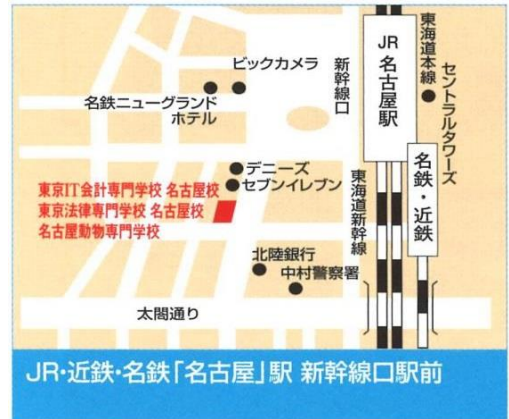 ビックカメラ
名鉄ニューグランド
ホテル
新幹線口
JR名古屋駅
東海道本線
セントラルタワーズ
名鉄・近鉄
東海道新幹線
デニーズ
セブンイレブン
東京IT会計専門学校 名古屋校
東京法律専門学校 名古屋校
名古屋動物専門学校
北陸銀行
中村警察署
太閤通り
JR・近鉄・名鉄「名古屋」駅 新幹線口駅前